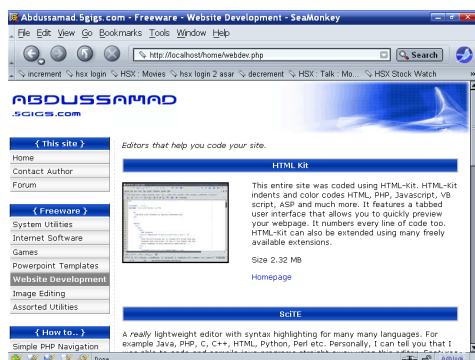 Abdussamad.5gigs.com - Freeware - Website Development - SeaMonkey
File Edit View Go Bookmarks Tools Window Help
http://localhost/home/webdev.php Search
increment hsx login HSX : Movies hsx login 2 asar decrement HSX : Talk : Mo... HSX Stock Watch »
ABDUSSAMAD
.5GIGS.COM
{ This site }
Home
Contact Author
Forum
{ Freeware }
System Utilities
Internet Software
Games
Powerpoint Templates
Website Development
Image Editing
Assorted Utilities
{ How to.. }
Simple PHP Navigation
Editors that help you code your site.
HTML Kit
This entire site was coded using HTML-Kit. HTML-Kit
indents and color codes HTML, PHP, Javascript, VB
script, ASP and much more. It features a tabbed
user interface that allows you to quickly preview
your webpage. It numbers every line of code too.
HTML-Kit can also be extended using many freely
available extensions.
Size 2.32 MB
Homepage
SciTE
A really lightweight editor with syntax highlighting for many many languages. For
example Java, PHP, C, C++, HTML, Python, Perl etc. Personally, I can tell you that I
Done